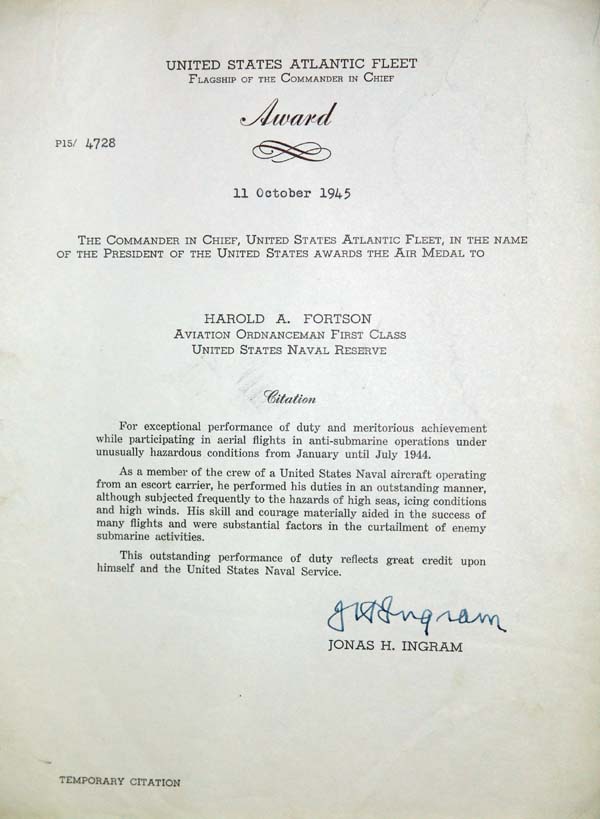 UNITED STATES ATLANTIC FLEET
FLAGSHIP OF THE COMMANDER IN CHIEF
Award
P15/ 4728
11 October 1945
THE COMMANDER IN CHIEF, UNITED STATES ATLANTIC FLEET, IN THE NAME
OF THE PRESIDENT OF THE UNITED STATES AWARDS THE AIR MEDAL TO
HAROLD A. FORTSON
AVIATION ORDNANCEMAN FIRST CLASS
UNITED STATES NAVAL RESERVE
Citation
For exceptional performance of duty and meritorious achievement
while participating in aerial flights in anti-submarine operations under
unusually hazardous conditions from January until July 1944.
As a member of the crew of a United States Naval aircraft operating
from an escort carrier, he performed his duties in an outstanding manner,
although subjected frequently to the hazards of high seas, icing conditions
and high winds. His skill and courage materially aided in the success of
many flights and were substantial factors in the curtailment of enemy
submarine activities.
This outstanding performance of duty reflects great credit upon
himself and the United States Naval Service.
JHIngram
JONAS H. INGRAM
TEMPORARY CITATION